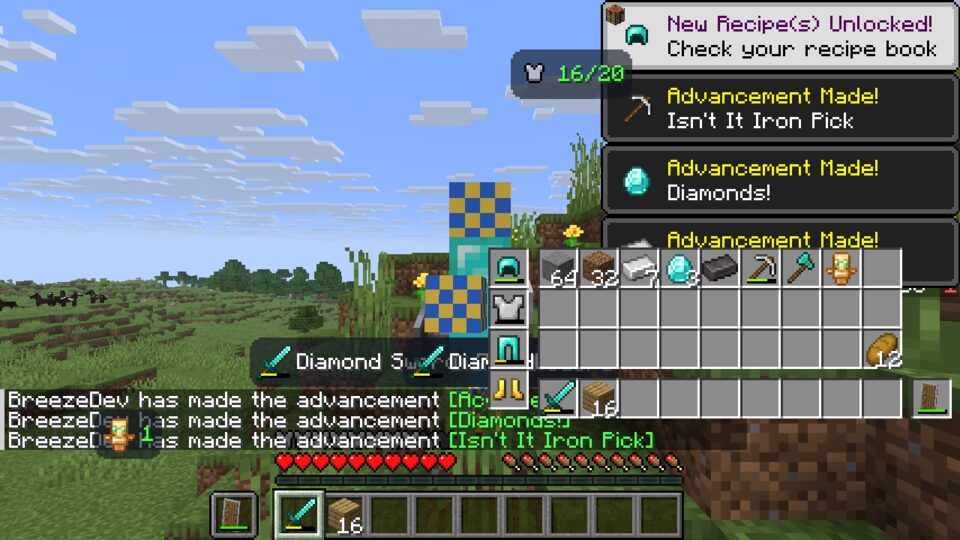 New Recipe(s) Unlocked!
Check your recipe book
16/20
Advancement Made!
Isn't It Iron Pick
Advancement Made!
Diamonds!
Advancement Made!
64
32
7
3
12
Diamond
BreezeDev has made the advancement
16
BreezeDev has made the advancement [Diamonds!]
BreezeDev has made the advancement [Isn't It Iron Pick]
1
16